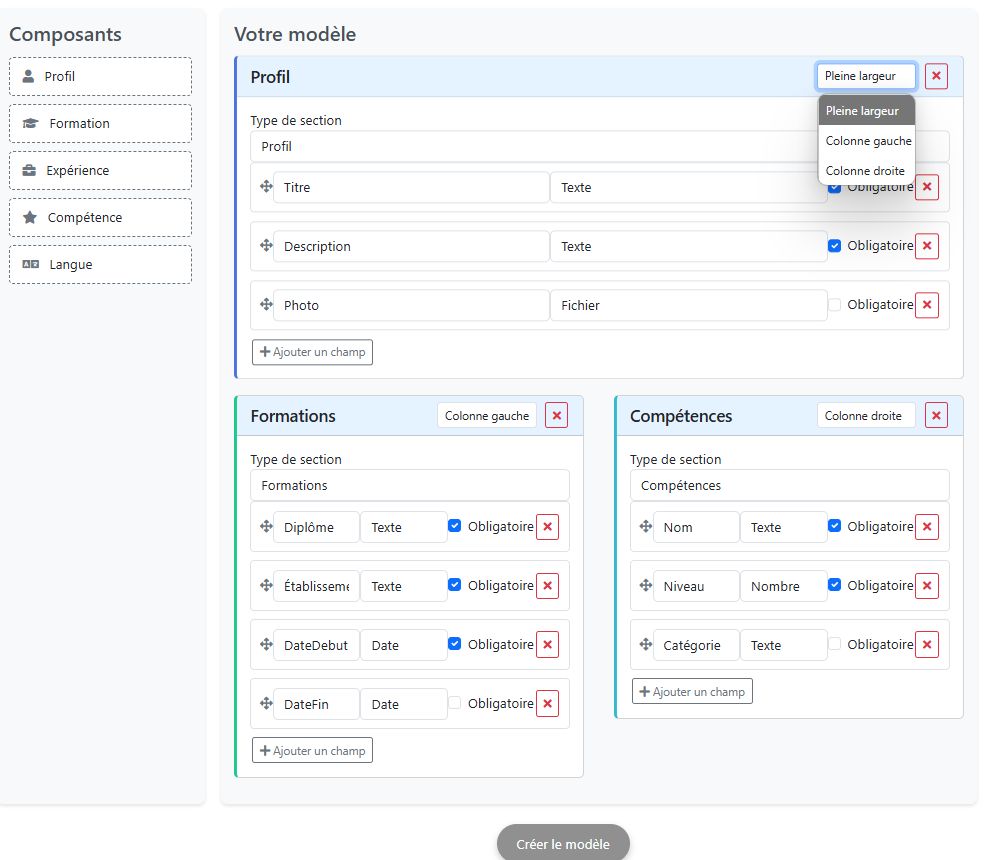 Composants
Profil
Formation
Expérience
Compétence
Langue
Votre modèle
Profil
Pleine largeur
Pleine largeur
Colonne gauche
Colonne droite
Type de section
Profil
Titre Texte Obligatoire
Description Texte Obligatoire
Photo Fichier Obligatoire
Ajouter un champ
Formations Colonne gauche
Type de section
Formations
Diplôme Texte Obligatoire
Établisseme Texte Obligatoire
DateDebut Date Obligatoire
DateFin Date Obligatoire
Ajouter un champ
Compétences Colonne droite
Type de section
Compétences
Nom Texte Obligatoire
Niveau Nombre Obligatoire
Catégorie Texte Obligatoire
Ajouter un champ
Créer le modèle